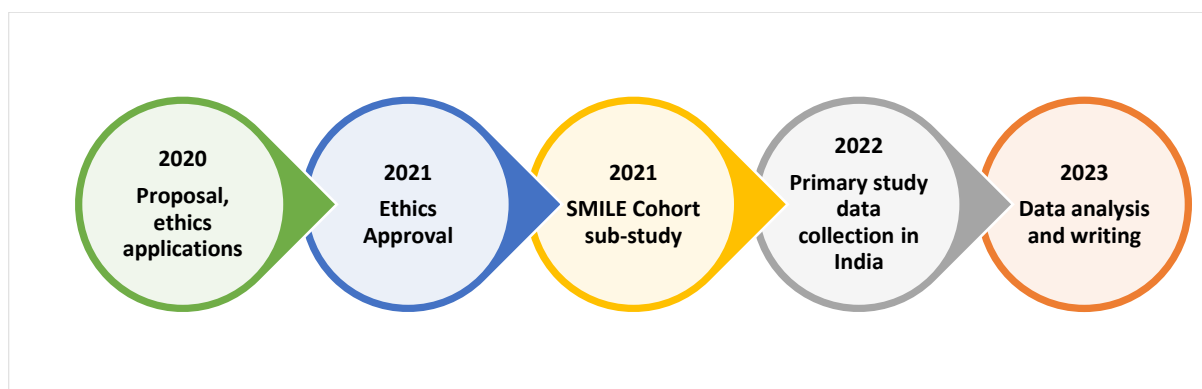 2020
Proposal,
ethics
applications
2021
Ethics
Approval
2021
SMILE Cohort
sub-study
2022
Primary study
data
collection in
India
2023
Data analysis
and writing